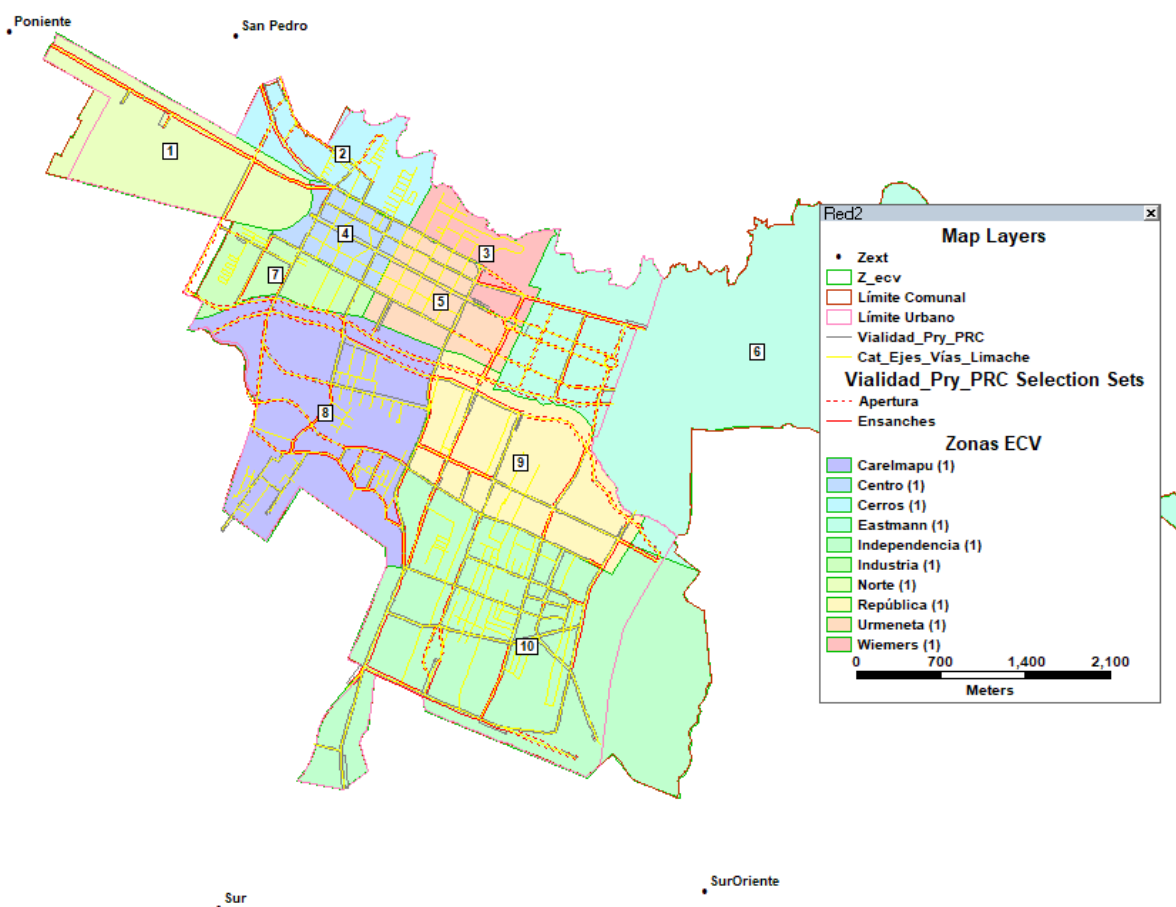 Poniente
San Pedro
1
2
3
4
5
6
7
8
9
10
Red2
Map Layers
Zext
Z_ecv
Límite Comunal
Límite Urbano
Vialidad_Pry_PRC
Cat_Ejes_Vías_Limache
Vialidad_Pry_PRC Selection Sets
Apertura
Ensanches
Zonas ECV
Carelmapu (1)
Centro (1)
Cerros (1)
Eastmann (1)
Independencia (1)
Industria (1)
Norte (1)
República (1)
Urmeneta (1)
Wiemers (1)
0 700 1,400 2,100
Meters
SurOriente
Sur